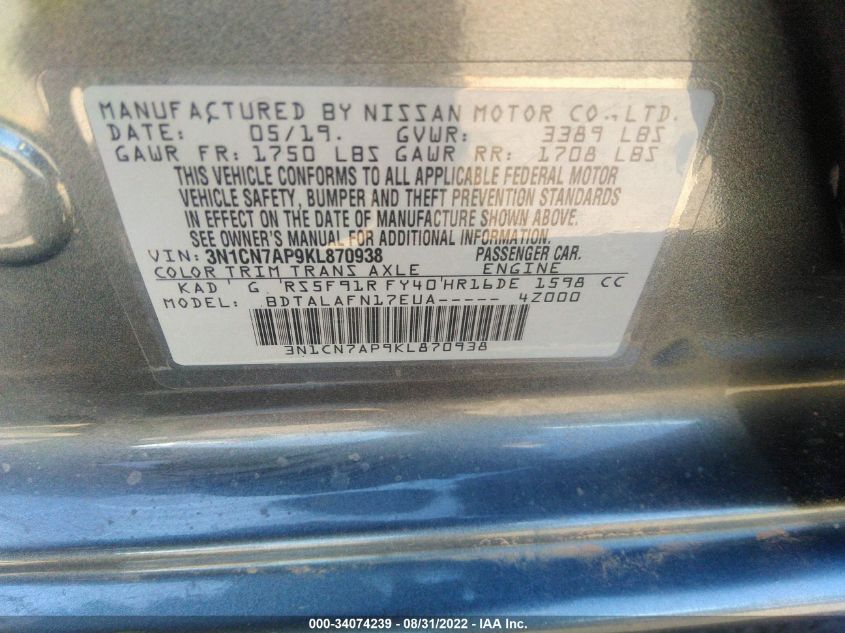 MANUFACTURED BY NISSAN MOTOR CO., LTD.
DATE: 05/19. GVWR: 3389 LBS
GAWR FR: 1750 LBS GAWR RR: 1708 LBS
THIS VEHICLE CONFORMS TO ALL APPLICABLE FEDERAL MOTOR
VEHICLE SAFETY, BUMPER AND THEFT PREVENTION STANDARDS
IN EFFECT ON THE DATE OF MANUFACTURE SHOWN ABOVE.
SEE OWNER'S MANUAL FOR ADDITIONAL INFORMATION.
VIN: 3N1CN7AP9KL870938 PASSENGER CAR.
COLOR TRIM TRANS AXLE ENGINE
KAD G RS5F91R FY40 HR16DE 1598 CC
MODEL: BDTALAFN17EUA----- 4Z000
3N1CN7AP9KL870938
000-34074239 - 08/31/2022 - IAA Inc.